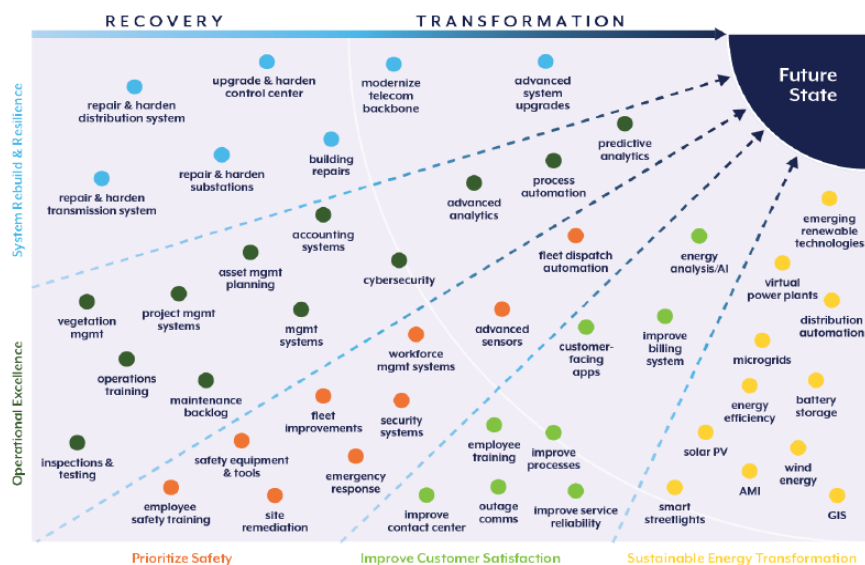 RECOVERY
TRANSFORMATION
Future
State
System Rebuild & Resilience
Operational Excellence
upgrade & harden
control center
repair & harden
distribution system
modernize
telecom
backbone
advanced
system
upgrades
predictive
analytics
building
repairs
repair & harden
substations
process
automation
repair & harden
transmission system
advanced
analytics
emerging
renewable
technologies
accounting
systems
fleet dispatch
automation
energy
analysis/AI
asset mgmt
planning
cybersecurity
virtual
power plants
project mgmt
systems
vegetation
mgmt
mgmt
systems
advanced
sensors
distribution
automation
customer-
facing
apps
improve
billing
system
workforce
mgmt systems
microgrids
operations
training
maintenance
backlog
energy
efficiency
battery
storage
fleet
improvements
security
systems
employee
training
improve
processes
solar PV
inspections &
testing
safety equipment
& tools
emergency
response
wind
energy
AMI
employee
safety training
site
remediation
improve
contact center
outage
comms
improve service
reliability
smart
streetlights
GIS
Prioritize Safety
Improve Customer Satisfaction
Sustainable Energy Transformation